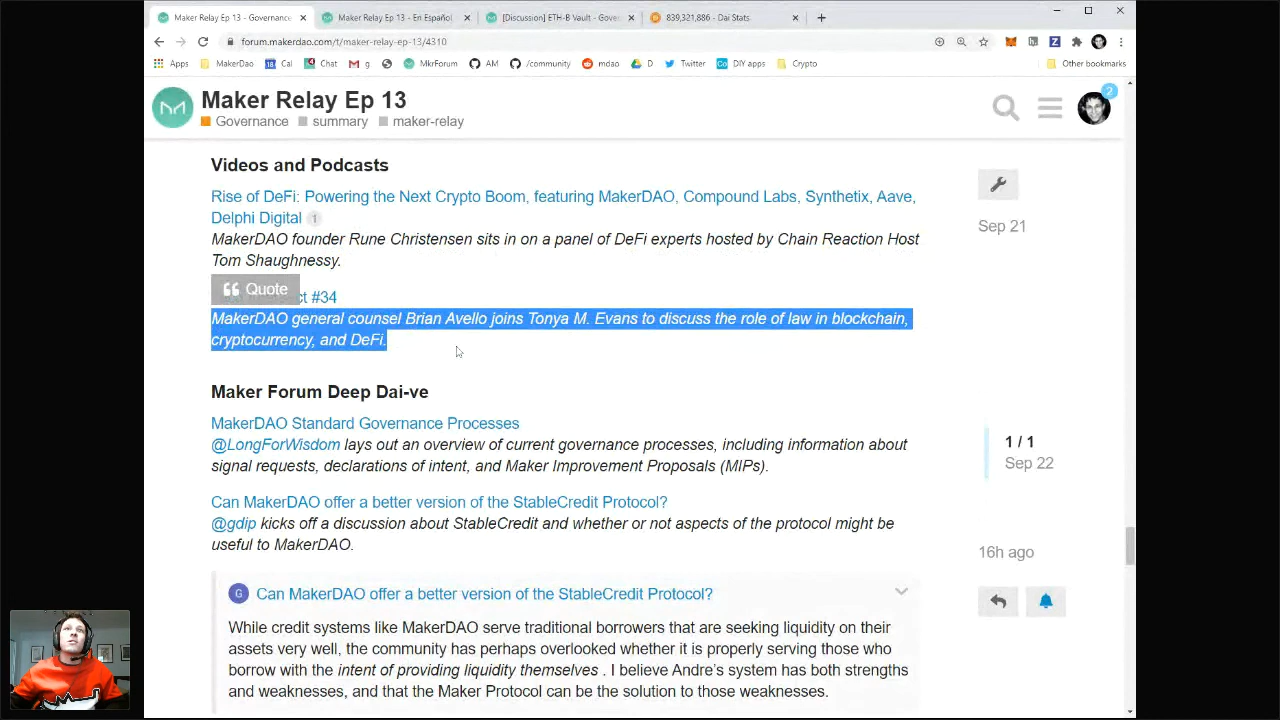 Maker Relay Ep 13 - Governance
Maker Relay Ep 13 - En Español
[Discussion] ETH-B Vault - Gove
839,321,886 - Dai Stats
forum.makerdao.com/t/maker-relay-ep-13/4310
Apps MakerDao Cal Chat g MkrForum AM /community mdao D Twitter DIY apps Crypto Other bookmarks
Maker Relay Ep 13
Governance summary maker-relay
2
Videos and Podcasts
Rise of DeFi: Powering the Next Crypto Boom, featuring MakerDAO, Compound Labs, Synthetix, Aave,
Delphi Digital 1
MakerDAO founder Rune Christensen sits in on a panel of DeFi experts hosted by Chain Reaction Host
Tom Shaughnessy.
Quote ct #34
MakerDAO general counsel Brian Avello joins Tonya M. Evans to discuss the role of law in blockchain,
cryptocurrency, and DeFi.
Maker Forum Deep Dai-ve
MakerDAO Standard Governance Processes
@LongForWisdom lays out an overview of current governance processes, including information about
signal requests, declarations of intent, and Maker Improvement Proposals (MIPs).
Can MakerDAO offer a better version of the StableCredit Protocol?
@gdip kicks off a discussion about StableCredit and whether or not aspects of the protocol might be
useful to MakerDAO.
G Can MakerDAO offer a better version of the StableCredit Protocol?
While credit systems like MakerDAO serve traditional borrowers that are seeking liquidity on their
assets very well, the community has perhaps overlooked whether it is properly serving those who
borrow with the intent of providing liquidity themselves . I believe Andre's system has both strengths
and weaknesses, and that the Maker Protocol can be the solution to those weaknesses.
Sep 21
1 / 1
Sep 22
16h ago